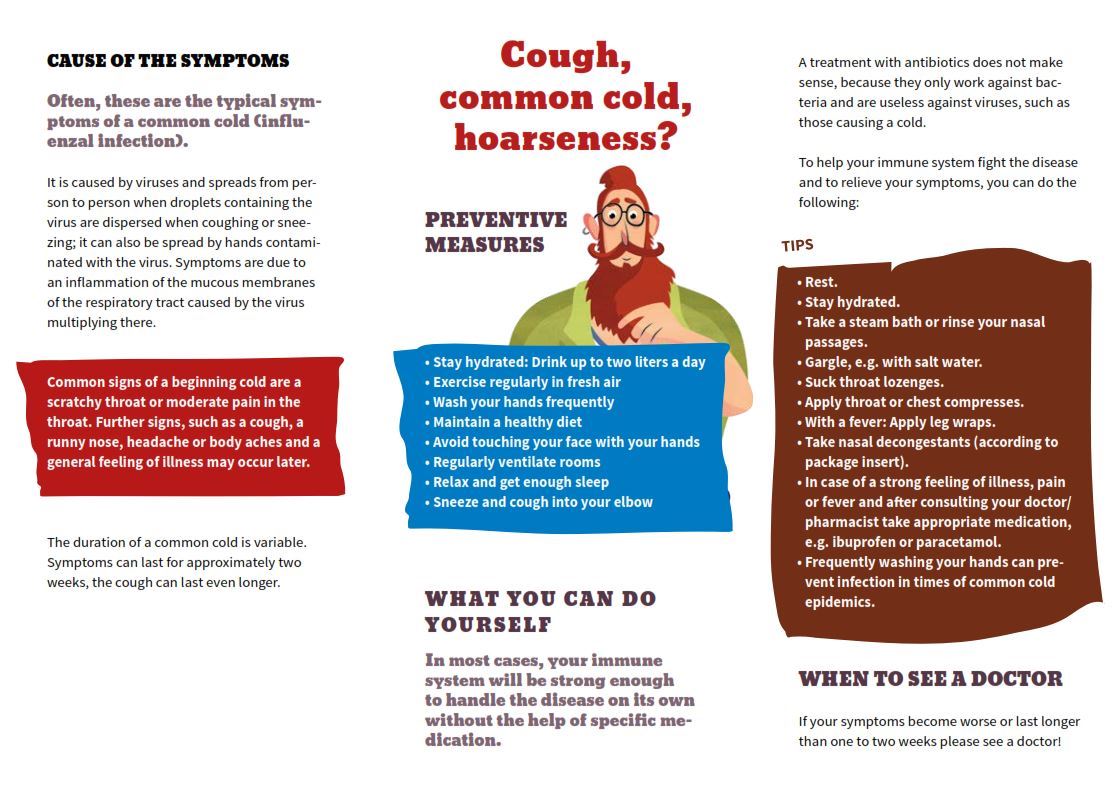 CAUSE OF THE SYMPTOMS
Often, these are the typical sym-
ptoms of a common cold (influ-
enzal infection).
It is caused by viruses and spreads from per-
son to person when droplets containing the
virus are dispersed when coughing or snee-
zing; it can also be spread by hands contami-
nated with the virus. Symptoms are due to
an inflammation of the mucous membranes
of the respiratory tract caused by the virus
multiplying there.
Common signs of a beginning cold are a
scratchy throat or moderate pain in the
throat. Further signs, such as a cough, a
runny nose, headache or body aches and a
general feeling of illness may occur later.
The duration of a common cold is variable.
Symptoms can last for approximately two
weeks, the cough can last even longer.
Cough,
common cold,
hoarseness?
PREVENTIVE
MEASURES
• Stay hydrated: Drink up to two liters a day
• Exercise regularly in fresh air
• Wash your hands frequently
• Maintain a healthy diet
• Avoid touching your face with your hands
• Regularly ventilate rooms
• Relax and get enough sleep
• Sneeze and cough into your elbow
WHAT YOU CAN DO
YOURSELF
In most cases, your immune
system will be strong enough
to handle the disease on its own
without the help of specific me-
dication.
A treatment with antibiotics does not make
sense, because they only work against bac-
teria and are useless against viruses, such as
those causing a cold.
To help your immune system fight the disease
and to relieve your symptoms, you can do the
following:
TIPS
• Rest.
• Stay hydrated.
• Take a steam bath or rinse your nasal
passages.
• Gargle, e.g. with salt water.
• Suck throat lozenges.
• Apply throat or chest compresses.
• With a fever: Apply leg wraps.
• Take nasal decongestants (according to
package insert).
• In case of a strong feeling of illness, pain
or fever and after consulting your doctor/
pharmacist take appropriate medication,
e.g. ibuprofen or paracetamol.
• Frequently washing your hands can pre-
vent infection in times of common cold
epidemics.
WHEN TO SEE A DOCTOR
If your symptoms become worse or last longer
than one to two weeks please see a doctor!